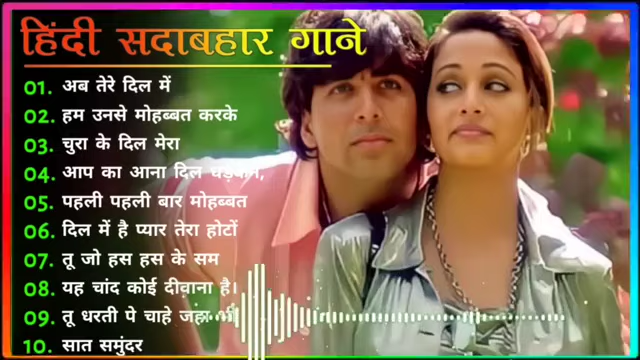 हिंदी सदाबहार गाने
01. अब तेरे दिल में
02. हम उनसे मोहब्बत करके
03. चुरा के दिल मेरा
04. आप का आना दिल
05. पहली पहली बार मोहब्बत
06. दिल में है प्यार तेरा होटों
07. तू जो हस हस के सम
08. यह चांद कोई दीवाना है।
09. तू धरती पे चाहे जहा
10. सात समुंदर